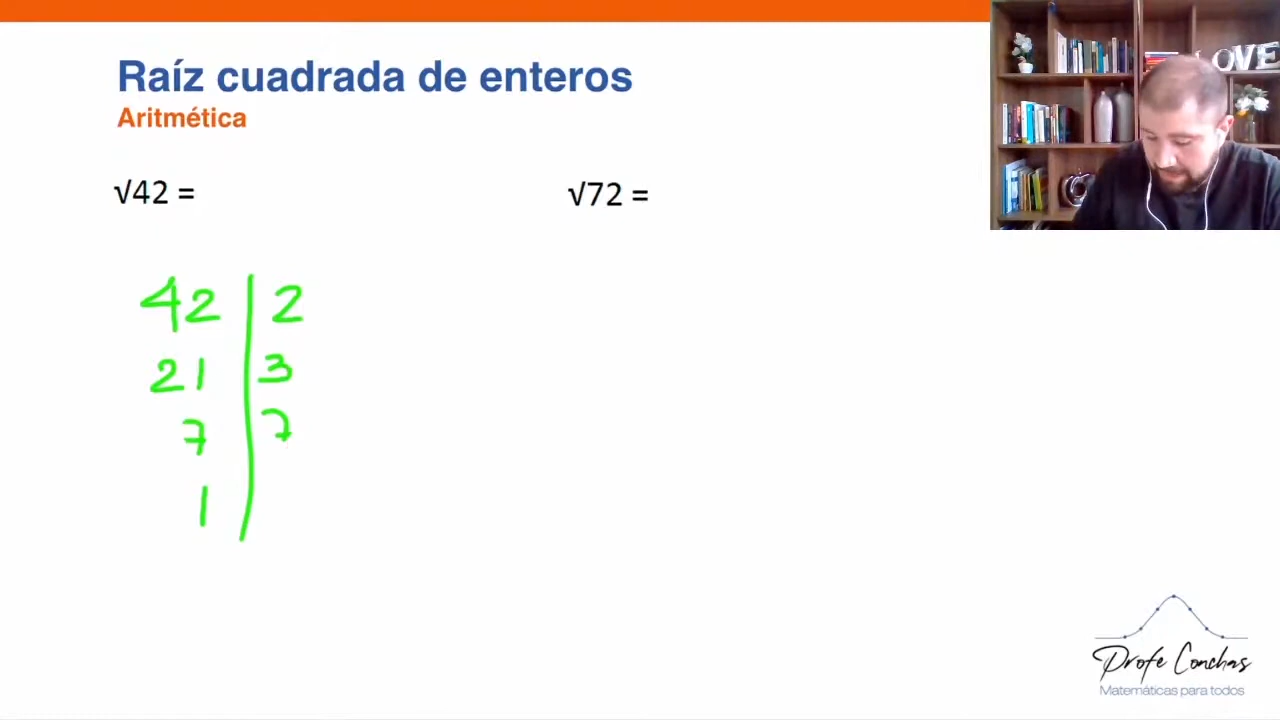 Raíz cuadrada de enteros
Aritmética
√42 =
√72 =
42 | 2
21 | 3
7 | 7
1 |
LOVE
Profe Conchas
Matemáticas para todos